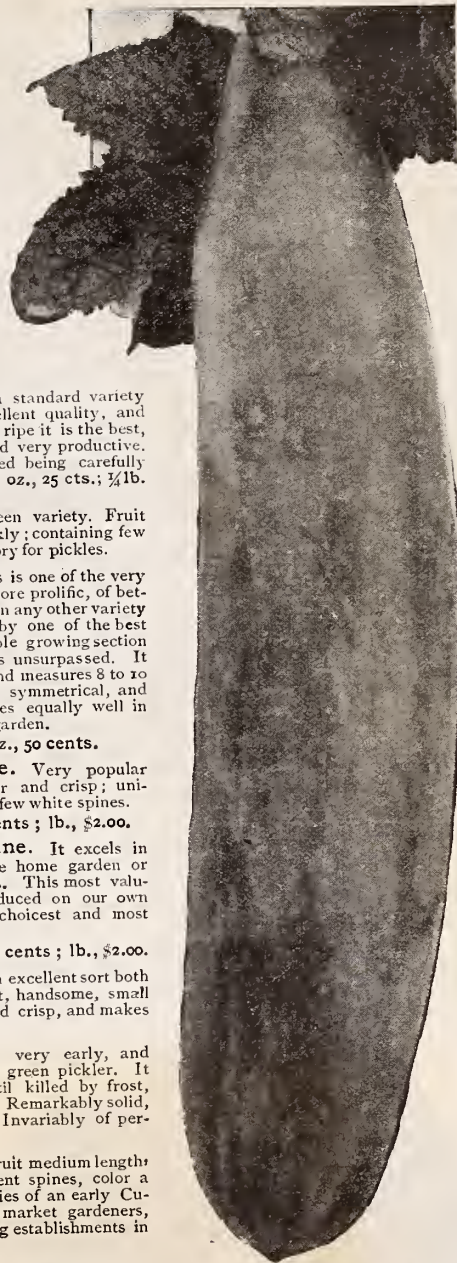 standard variety
llent quality, and
ripe it is the best,
d very productive.
ed being carefully
oz., 25 cts.; ¼lb.
een variety. Fruit
kly; containing few
ory for pickles.
s is one of the very
ore prolific, of bet-
n any other variety
by one of the best
ble growing section
s unsurpassed. It
nd measures 8 to 10
symmetrical, and
es equally well in
arden.
z., 50 cents.
e. Very popular
r and crisp; uni-
few white spines.
nts; lb., $2.00.
ne. It excels in
e home garden or
. This most valu-
duced on our own
choicest and most
cents; lb., $2.00.
n excellent sort both
t, handsome, small
d crisp, and makes
very early, and
green pickler. It
til killed by frost,
Remarkably solid,
Invariably of per-
ruit medium length,
ent spines, color a
ies of an early Cu-
market gardeners,
g establishments in